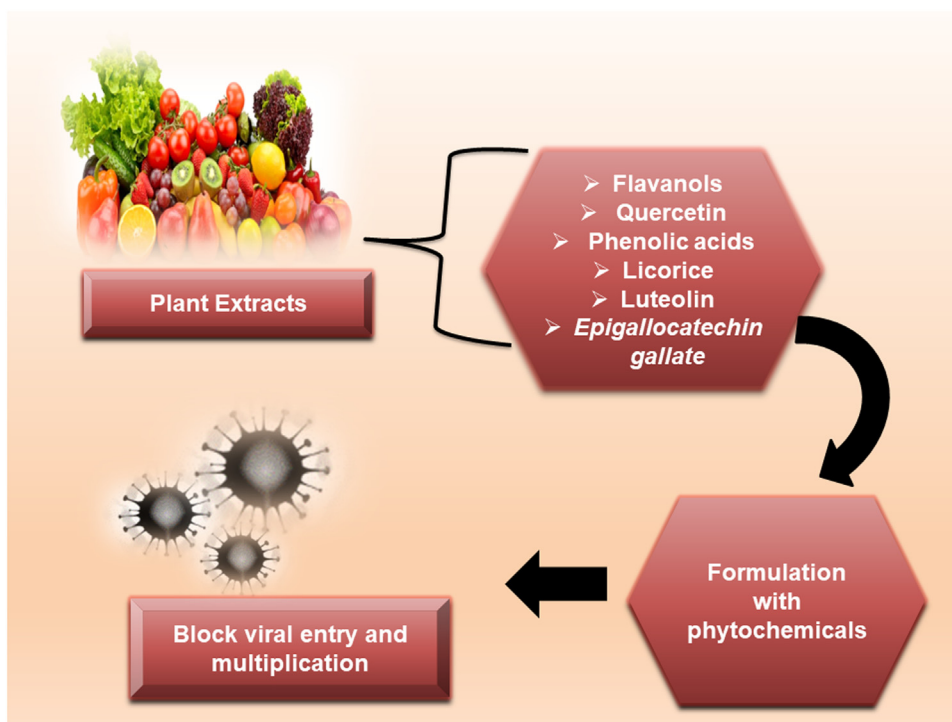 Plant Extracts
➢ Flavanols
➢ Quercetin
➢ Phenolic acids
➢ Licorice
➢ Luteolin
➢ Epigallocatechin
gallate
Formulation
with
phytochemicals
Block viral entry and
multiplication